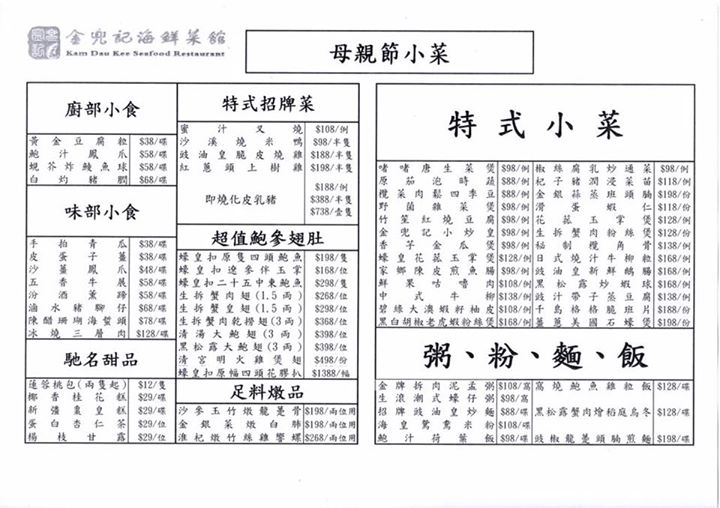 金兜記海鮮菜館
Kam Dau Kee Seafood Restaurant
母親節小菜
廚部小食
黃金豆腐粒 $38/碟
鮑汁鳳爪 $58/碟
蜆芥炸鯪魚球 $58/碟
白灼豬膶 $68/碟
味部小食
手拍青瓜 $38/碟
皮蛋子薑 $38/碟
沙薑鳳爪 $48/碟
五香牛展 $58/碟
汾酒薰蹄 $58/碟
滷水豬腳仔 $68/碟
陳醋珊瑚海蜇頭 $78/碟
冰燒三層肉 $128/碟
馳名甜品
蓮蓉桃包(兩隻起) $12/隻
椰香桂花糕 $29/碟
新疆棗皇糕 $29/碟
蛋白杏仁茶 $29/位
楊枝甘露 $29/位
特式招牌菜
蜜汁叉燒 $108/例
沙溪燒米鴨 $98/半隻
豉油皇脆皮燒雞 $188/半隻
紅蔥頭上樹雞 $198/半隻
即燒化皮乳豬 $188/例
$388/半隻
$738/壹隻
超值鮑參翅肚
蠔皇扣原隻四頭鮑魚 $198/隻
蠔皇扣遼參伴玉掌 $168/位
蠔皇扣二十五中東鮑魚 $298/隻
生拆蟹肉翅(1.5両) $268/位
生拆蟹皇翅(1.5両) $298/位
生拆蟹肉乾撈翅(3両) $398/位
清湯大鮑翅(3両) $398/位
黑松露大鮑翅(3両) $398/位
清宮明火雞煲翅 $198/份
蠔皇扣原幅四頭花膠扒 $1388/幅
足料燉品
沙參玉竹燉龍躉骨 $198/兩位用
金銀菜燉白肺 $198/兩位用
淮杞燉竹絲雞響螺 $268/兩位用
特式小菜
啫啫唐生菜煲 $98/例
原茄泡時蔬 $88/例
欖菜肉鬆四季豆 $88/例
野菌雜菜煲 $98/例
竹笙紅燒豆腐 $98/例
金兜記小炒皇 $98/例
香芋金瓜煲 $98/例
蠔皇花菇玉掌煲 $128/例
家鄉陳皮煎魚腸 $98/例
鮮果咕嚕肉 $108/例
中式牛柳 $138/例
碧綠大澳蝦籽柚皮 $108/例
黑白胡椒老虎蝦粉絲煲 $168/例
椒絲腐乳炒通菜 $98/例
杞子豬潤浸菜苗 $118/例
金銀蒜蒸班頭腩 $198/份
滑蛋蝦仁 $118/份
花菇玉掌煲 $128/例
生拆蟹肉粉絲煲 $128/份
秘制欖角骨 $138/例
日式燒汁牛柳粒 $168/例
豉油皇新鮮鵝腸 $168/例
黑松露炒蝦球 $168/例
豉汁帶子蒸豆腐 $138/例
千島格格脆班片 $188/份
薑蔥美國石蠔 $198/份
粥、粉、麵、飯
金牌拆肉泥孟粥 $108/窩
生浪潮式蠔仔粥 $98/窩
招牌豉油皇炒麵 $88/碟
海皇鴛鴦米粉 $108/碟
鮑汁荷葉飯 $98/碟
窩燒鮑魚雞粒飯 $128/碟
黑松露蟹肉燴稻庭烏冬 $128/碟
豉椒龍躉頭腩煎麵 $198/碟